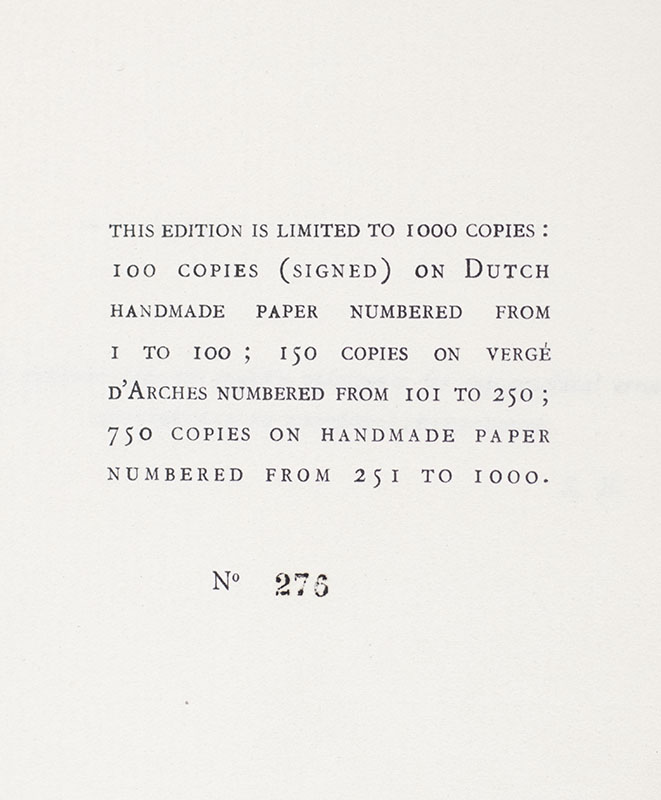 THIS EDITION IS LIMITED TO 1000 COPIES :
100 COPIES (SIGNED) ON DUTCH
HANDMADE PAPER NUMBERED FROM
1 TO 100 ; 150 COPIES ON VERGÉ
D'ARCHES NUMBERED FROM 101 TO 250 ;
750 COPIES ON HANDMADE PAPER
NUMBERED FROM 251 TO 1000.
Nº 276